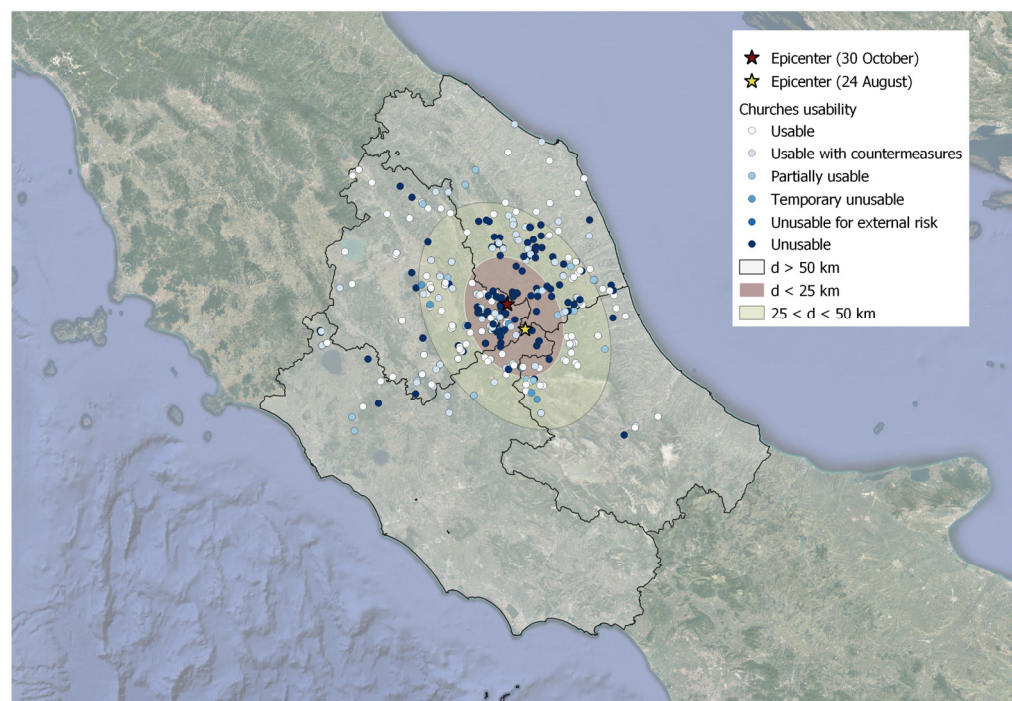 Epicenter (30 October)
Epicenter (24 August)
Churches usability
Usable
Usable with countermeasures
Partially usable
Temporary unusable
Unusable for external risk
Unusable
d > 50 km
d < 25 km
25 < d < 50 km